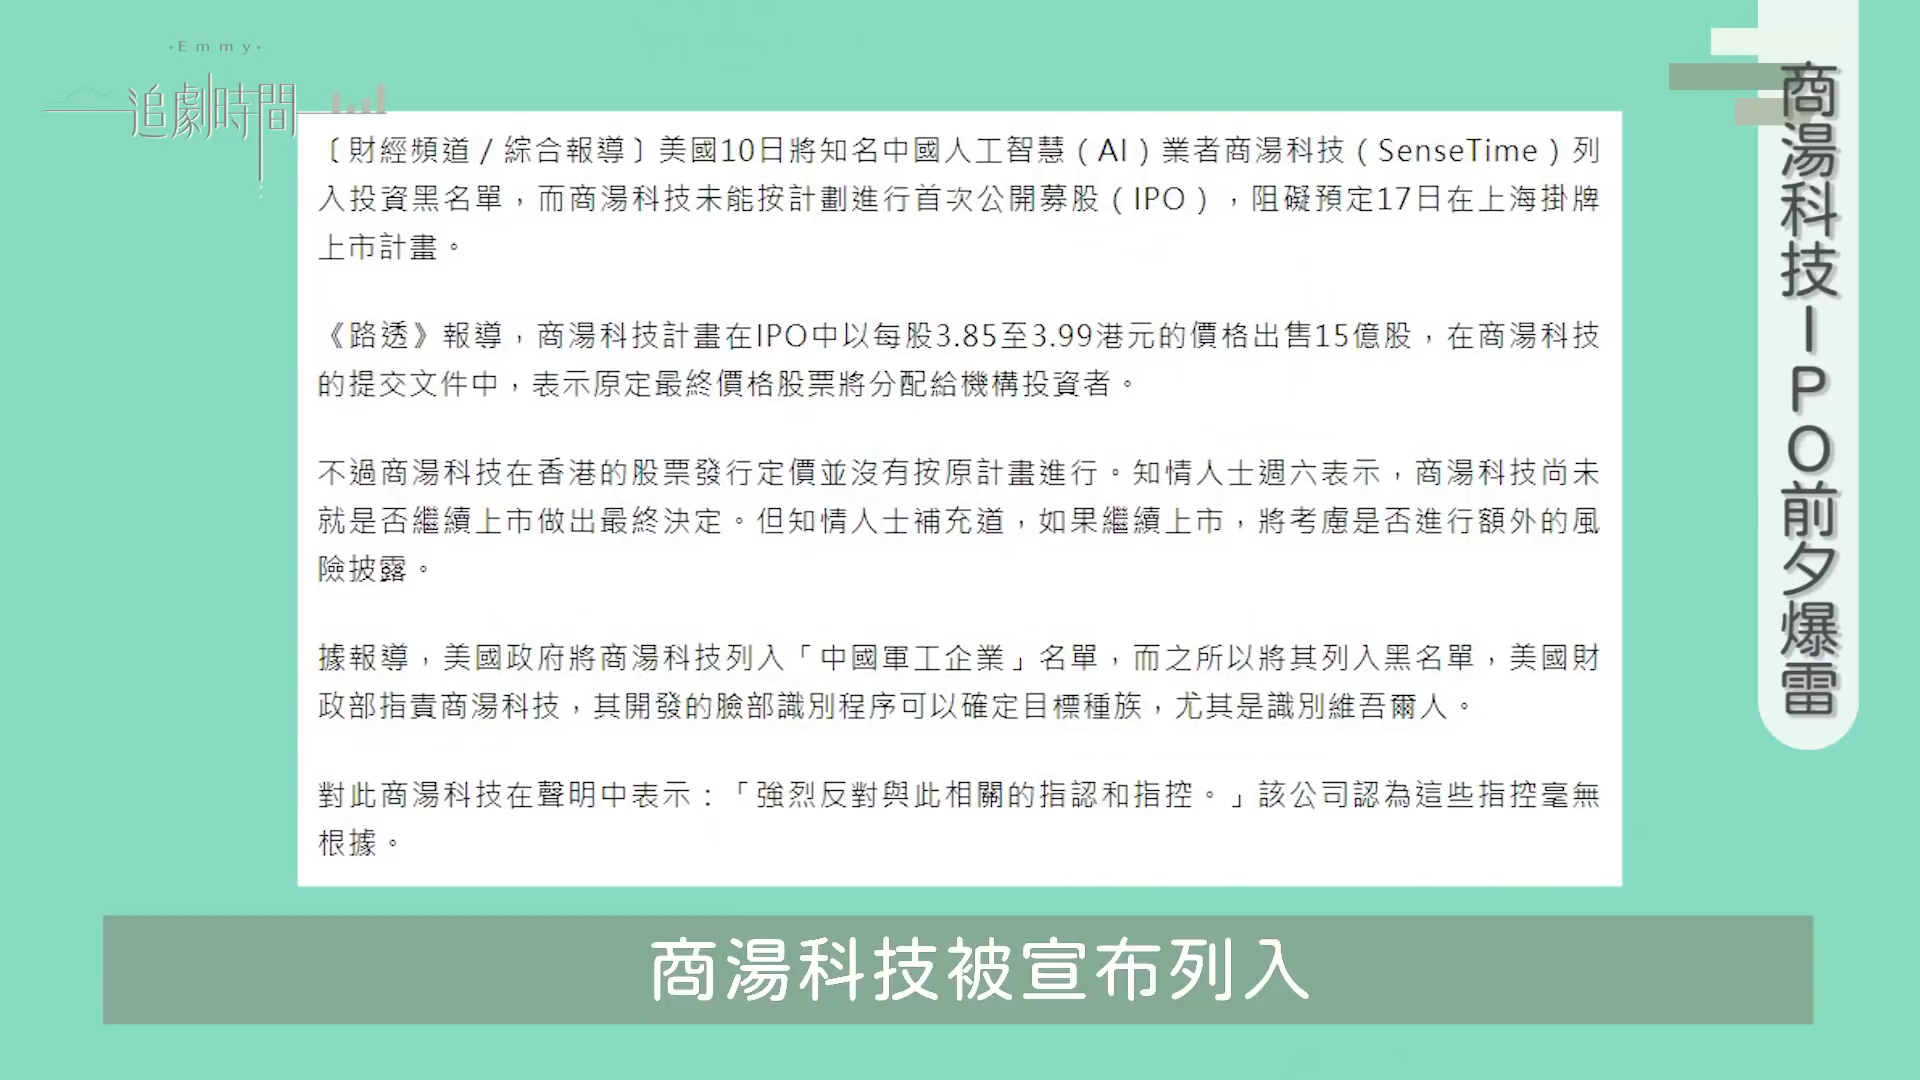 ·Emmy·
追劇時間
〔財經頻道／綜合報導〕美國10日將知名中國人工智慧（AI）業者商湯科技（SenseTime）列
入投資黑名單，而商湯科技未能按計劃進行首次公開募股（IPO），阻礙預定17日在上海掛牌
上市計畫。
《路透》報導，商湯科技計畫在IPO中以每股3.85至3.99港元的價格出售15億股，在商湯科技
的提交文件中，表示原定最終價格股票將分配給機構投資者。
不過商湯科技在香港的股票發行定價並沒有按原計畫進行。知情人士週六表示，商湯科技尚未
就是否繼續上市做出最終決定。但知情人士補充道，如果繼續上市，將考慮是否進行額外的風
險披露。
據報導，美國政府將商湯科技列入「中國軍工企業」名單，而之所以將其列入黑名單，美國財
政部指責商湯科技，其開發的臉部識別程序可以確定目標種族，尤其是識別維吾爾人。
對此商湯科技在聲明中表示：「強烈反對與此相關的指認和指控。」該公司認為這些指控毫無
根據。
商湯科技IPO前夕爆雷
商湯科技被宣布列入